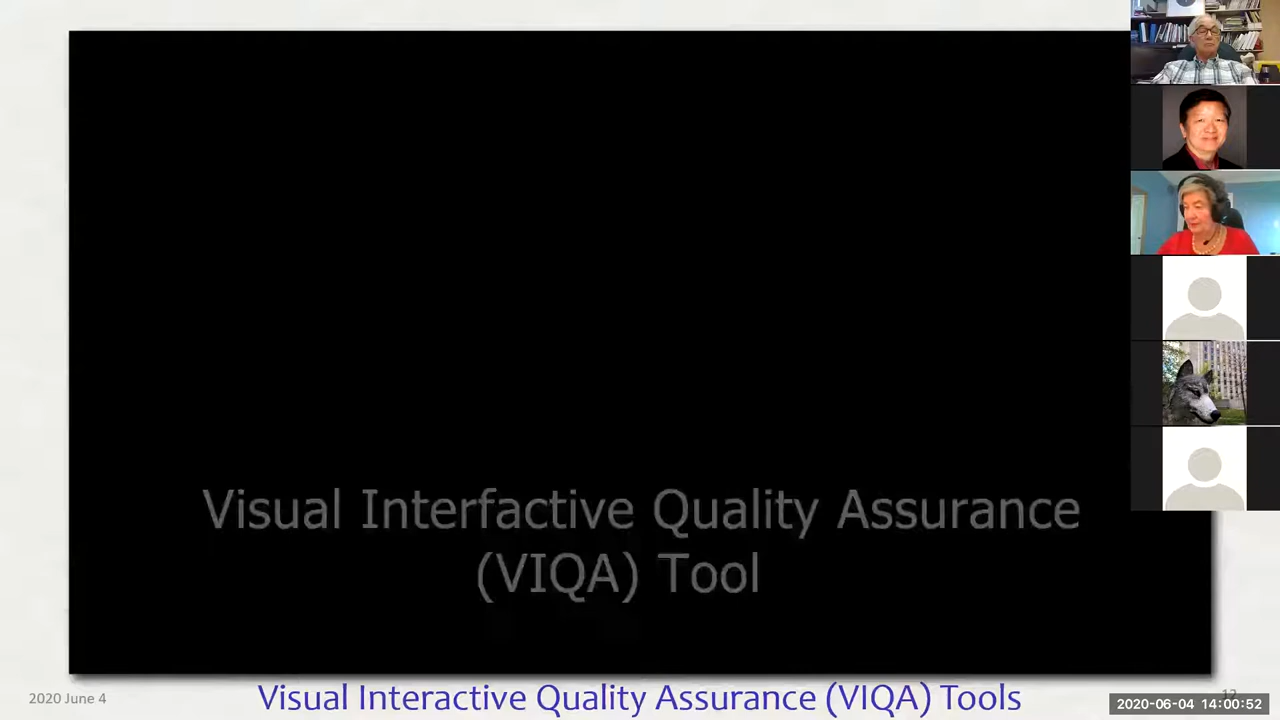 Visual Interfactive Quality Assurance
(VIQA) Tool
2020 June 4
Visual Interactive Quality Assurance (VIQA) Tools
12
2020-06-04 14:00:52